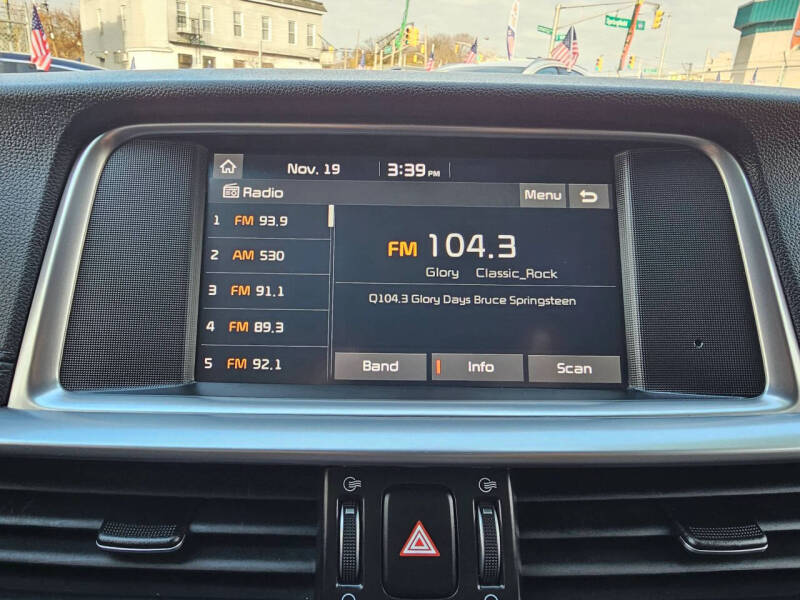 Springfield
Nov. 19
3:39 PM
Radio
Menu
1 FM 93.9
2 AM 530
3 FM 91.1
4 FM 89.3
5 FM 92.1
FM 104.3
Glory Classic_Rock
Q104.3 Glory Days Bruce Springsteen
Band
Info
Scan